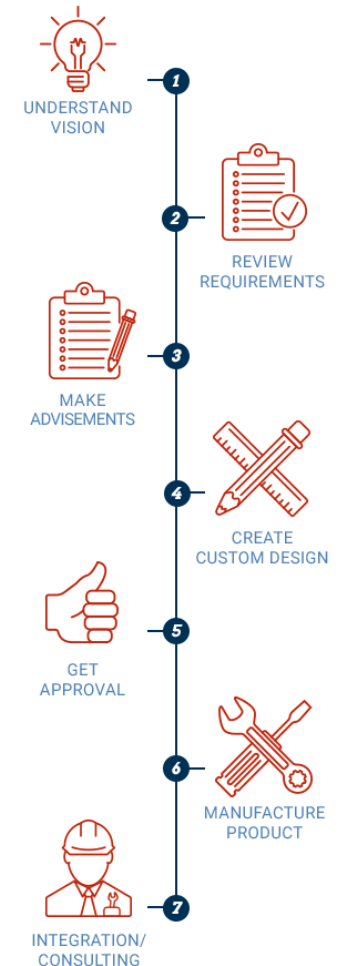 1
UNDERSTAND
VISION
2
REVIEW
REQUIREMENTS
3
MAKE
ADVISEMENTS
4
CREATE
CUSTOM DESIGN
5
GET
APPROVAL
6
MANUFACTURE
PRODUCT
7
INTEGRATION/
CONSULTING